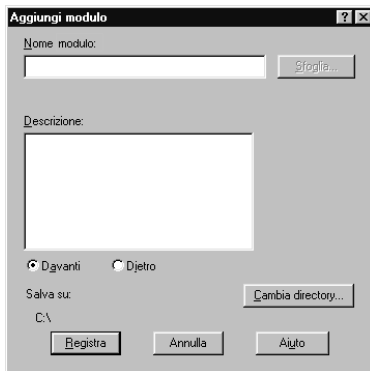 Aggiungi modulo
Nome modulo:
Sfoglia...
Descrizione:
Davanti Dietro
Salva su:
Cambia directory...
C:\
Registra Annulla Aiuto